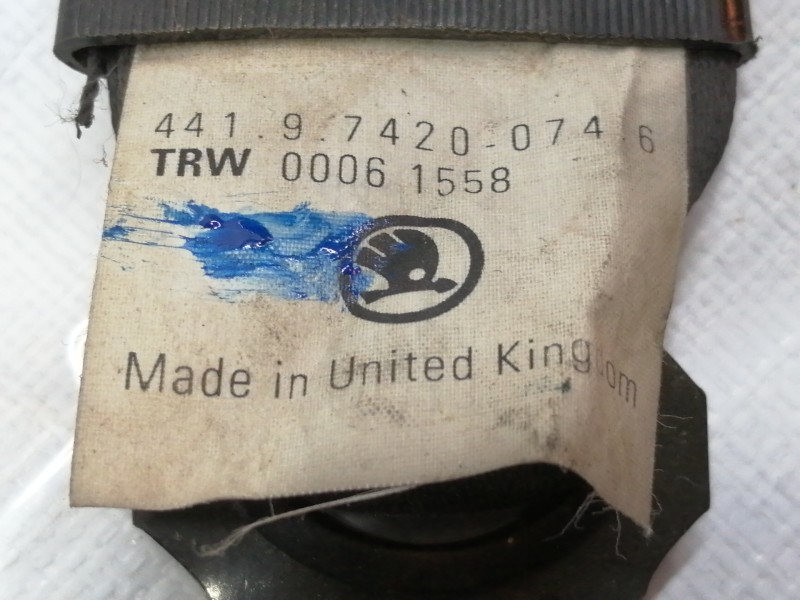 441.9.7420-074.6
TRW 0006 1558
Made in United Kingdom